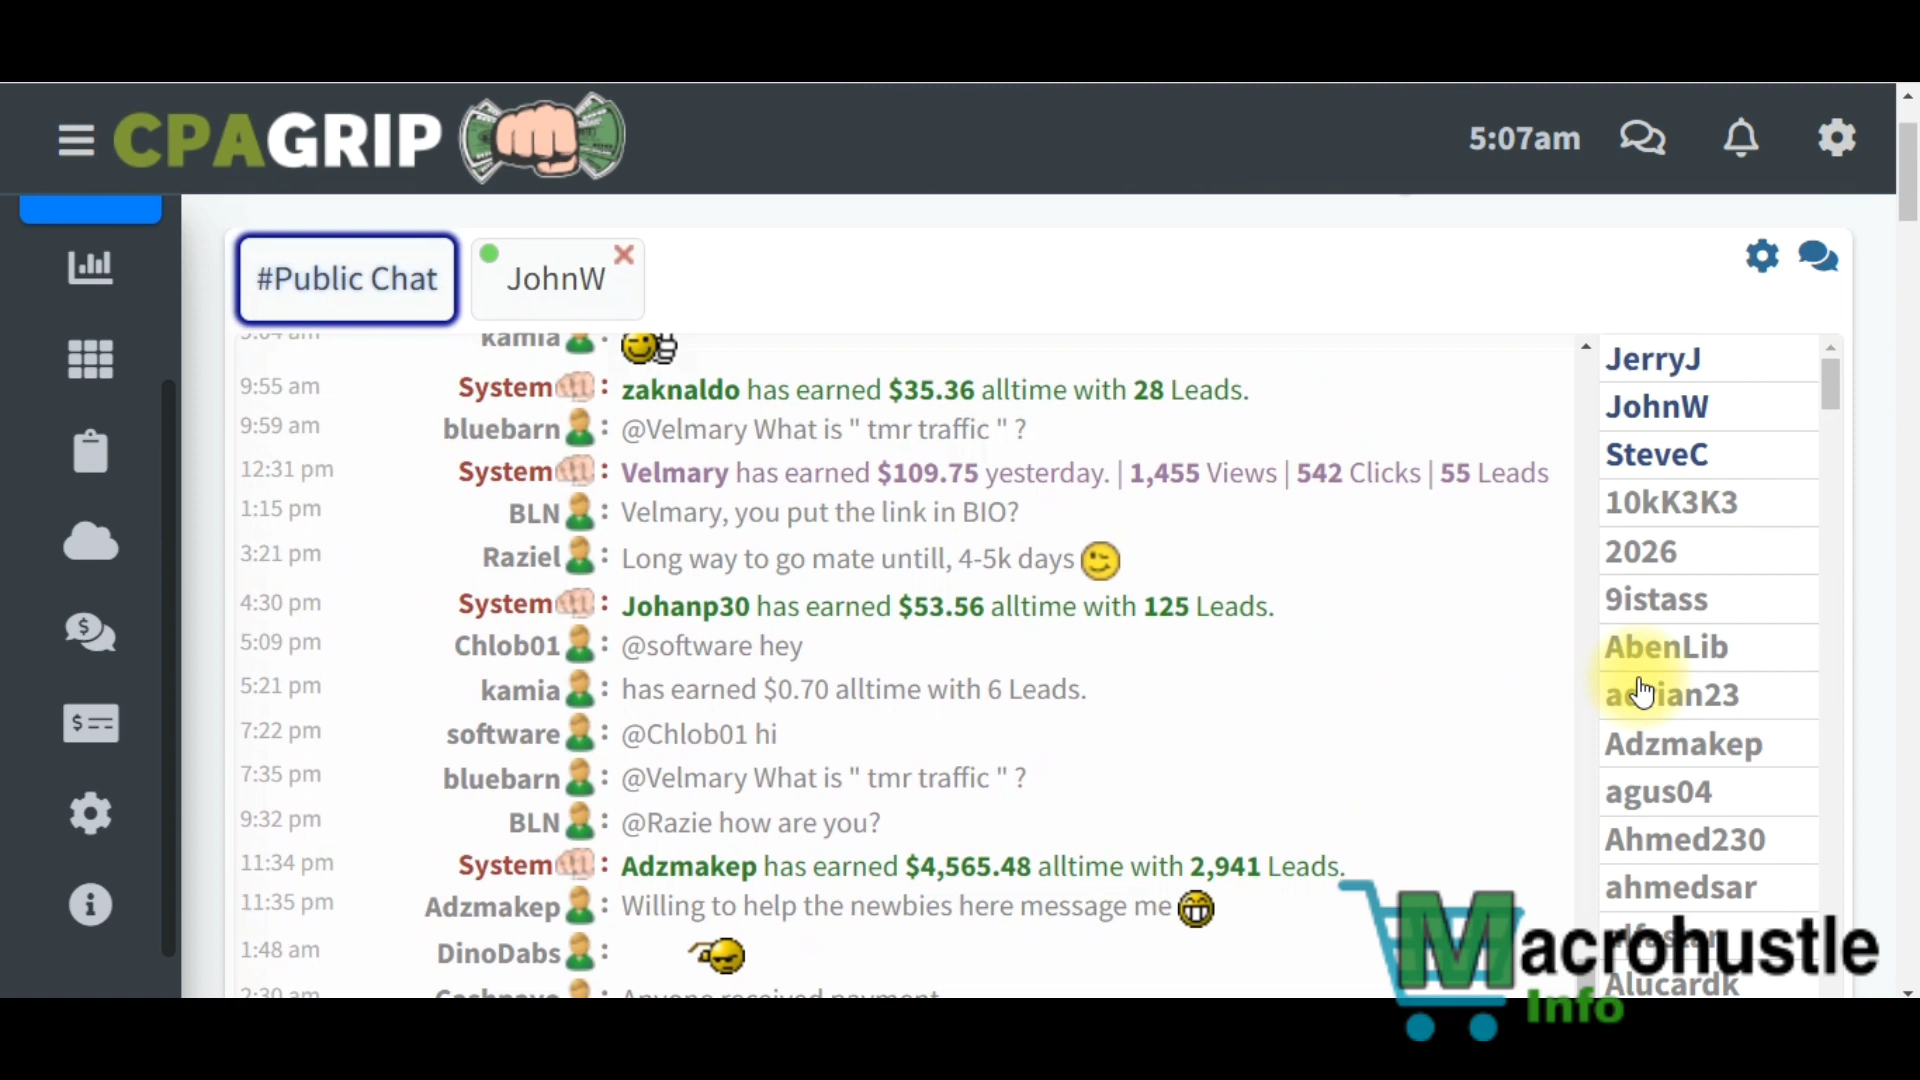 CPAGRIP
5:07am
#Public Chat
JohnW
kamia :
9:55 am System : zaknaldo has earned $35.36 alltime with 28 Leads.
9:59 am bluebarn : @Velmary What is " tmr traffic " ?
12:31 pm System : Velmary has earned $109.75 yesterday. | 1,455 Views | 542 Clicks | 55 Leads
1:15 pm BLN : Velmary, you put the link in BIO?
3:21 pm Raziel : Long way to go mate untill, 4-5k days
4:30 pm System : Johanp30 has earned $53.56 alltime with 125 Leads.
5:09 pm Chlob01 : @software hey
5:21 pm kamia : has earned $0.70 alltime with 6 Leads.
7:22 pm software : @Chlob01 hi
7:35 pm bluebarn : @Velmary What is " tmr traffic " ?
9:32 pm BLN : @Razie how are you?
11:34 pm System : Adzmakep has earned $4,565.48 alltime with 2,941 Leads.
11:35 pm Adzmakep : Willing to help the newbies here message me
1:48 am DinoDabs :
2:30 am Anyone received payment
JerryJ
JohnW
SteveC
10kK3K3
2026
9istass
AbenLib
adrian23
Adzmakep
agus04
Ahmed230
ahmedsar
Alucardk
Macrohustle
Info